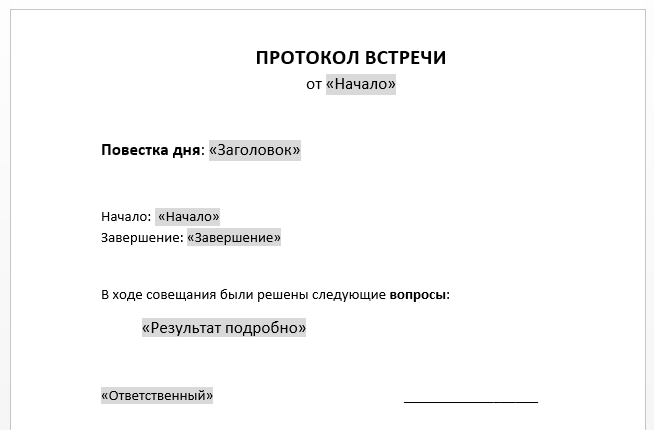 ПРОТОКОЛ ВСТРЕЧИ
от «Начало»
Повестка дня: «Заголовок»
Начало: «Начало»
Завершение: «Завершение»
В ходе совещания были решены следующие вопросы:
«Результат подробно»
«Ответственный» ____________________